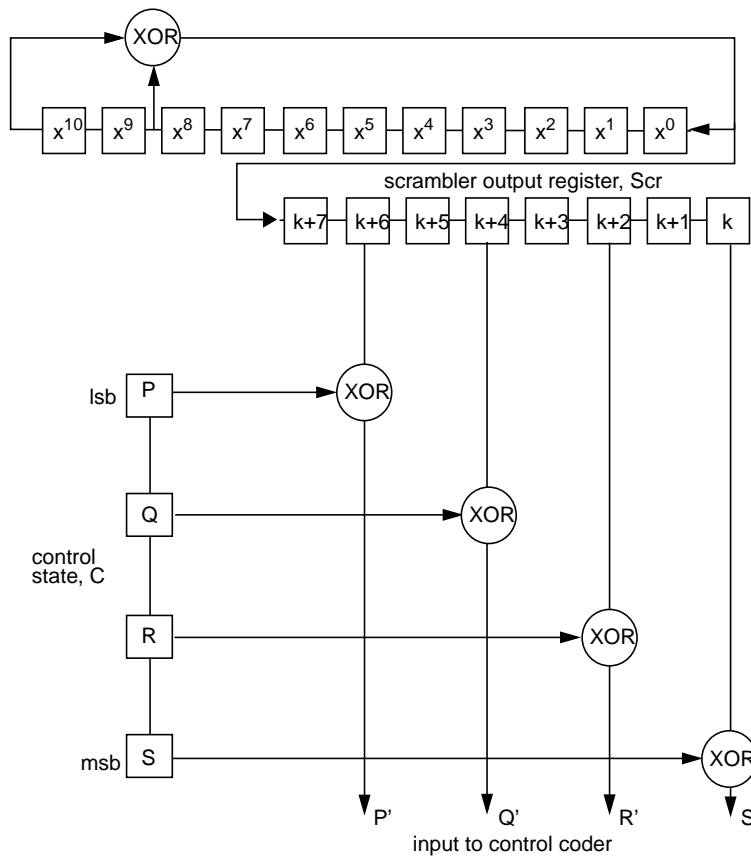 XOR
x10 x9 x8 x7 x6 x5 x4 x3 x2 x1 x0
scrambler output register, Scr
k+7 k+6 k+5 k+4 k+3 k+2 k+1 k
lsb P XOR
Q XOR
control
state, C
R XOR
msb S XOR
P' Q' R' S
input to control coder